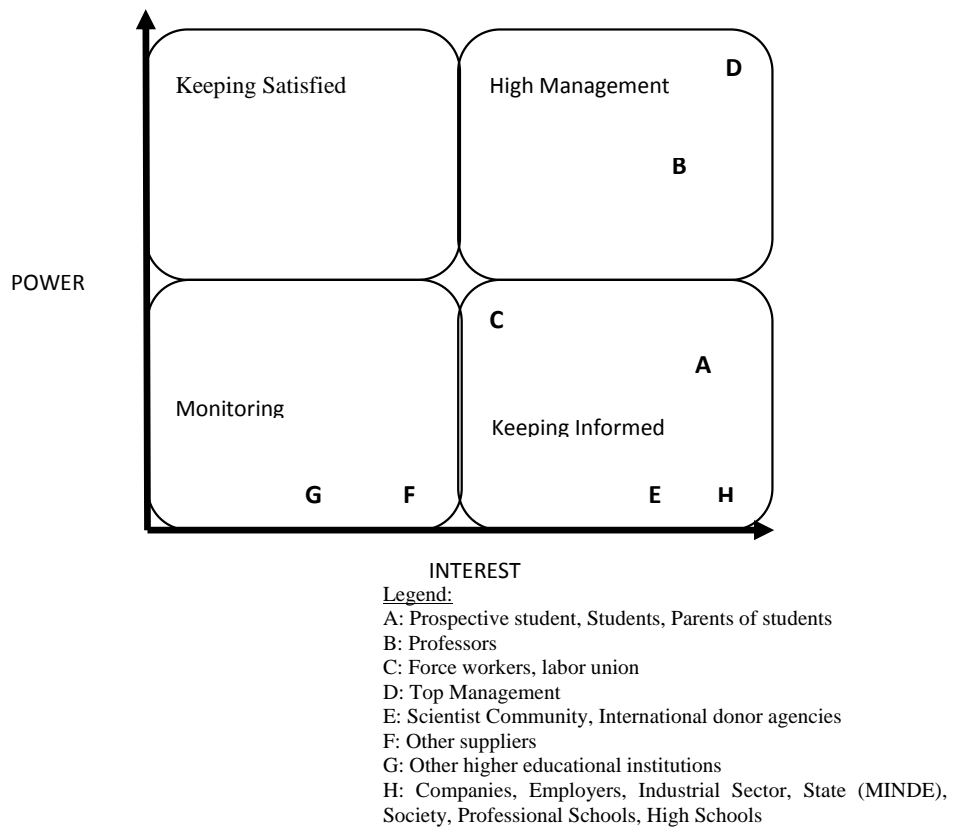 Keeping Satisfied
High Management
D
B
POWER
C
A
Monitoring
Keeping Informed
G
F
E
H
INTEREST
Legend:
A: Prospective student, Students, Parents of students
B: Professors
C: Force workers, labor union
D: Top Management
E: Scientist Community, International donor agencies
F: Other suppliers
G: Other higher educational institutions
H: Companies, Employers, Industrial Sector, State (MINDE),
Society, Professional Schools, High Schools